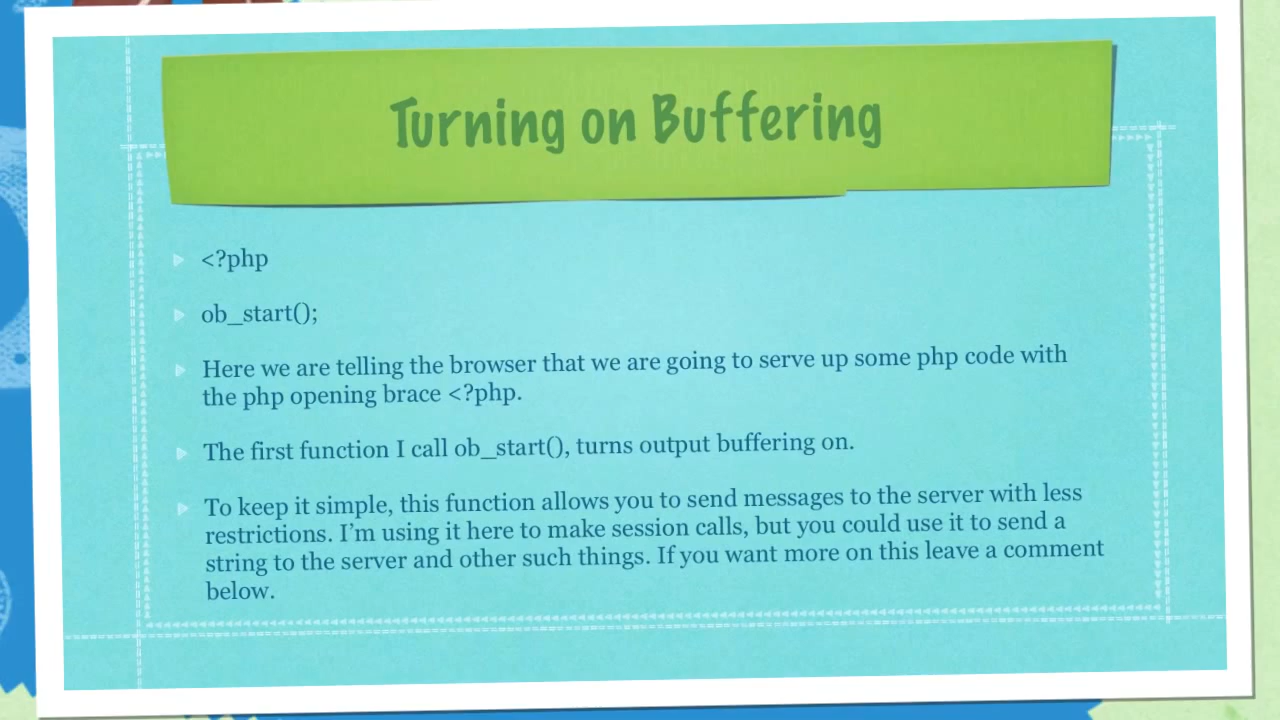 Turning on Buffering
<?php
ob_start();
Here we are telling the browser that we are going to serve up some php code with
the php opening brace <?php.
The first function I call ob_start(), turns output buffering on.
To keep it simple, this function allows you to send messages to the server with less
restrictions. I'm using it here to make session calls, but you could use it to send a
string to the server and other such things. If you want more on this leave a comment
below.